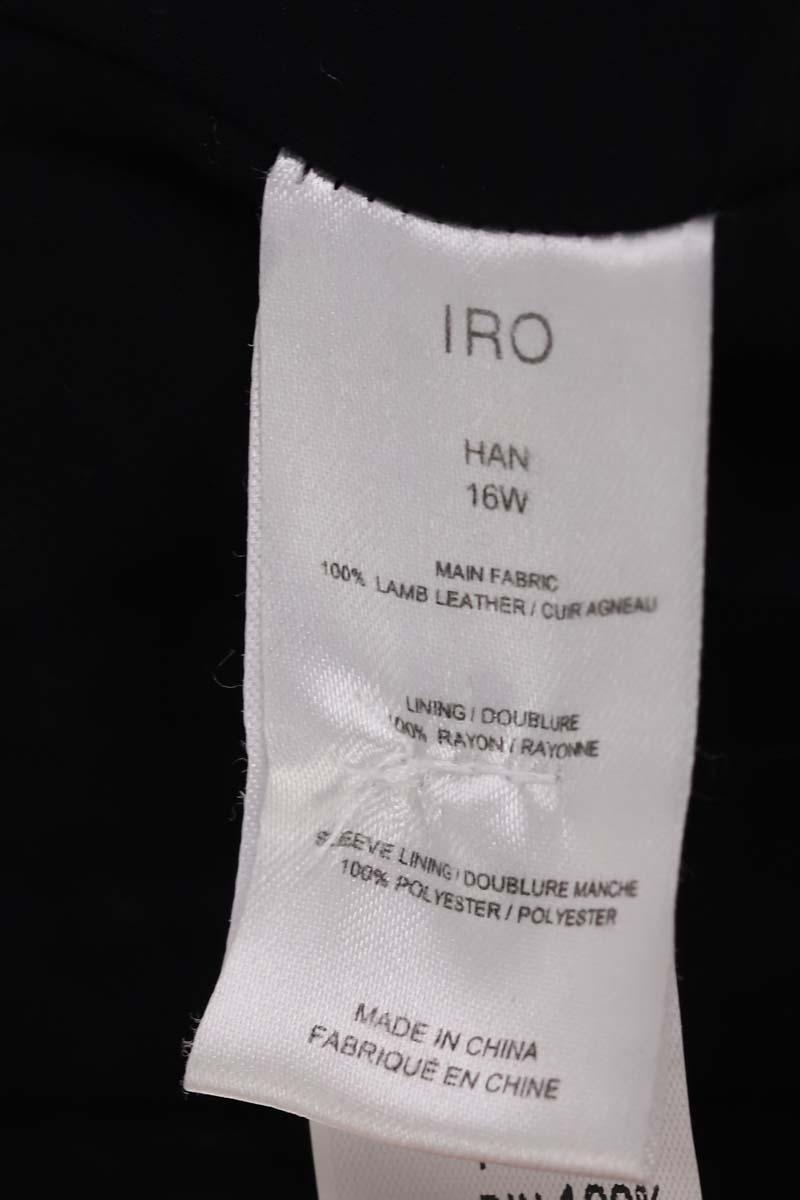 IRO
HAN
16W
MAIN FABRIC
100% LAMB LEATHER / CUIR AGNEAU
LINING / DOUBLURE
100% RAYON / RAYONNE
SLEEVE LINING / DOUBLURE MANCHE
100% POLYESTER / POLYESTER
MADE IN CHINA
FABRIQUÉ EN CHINE